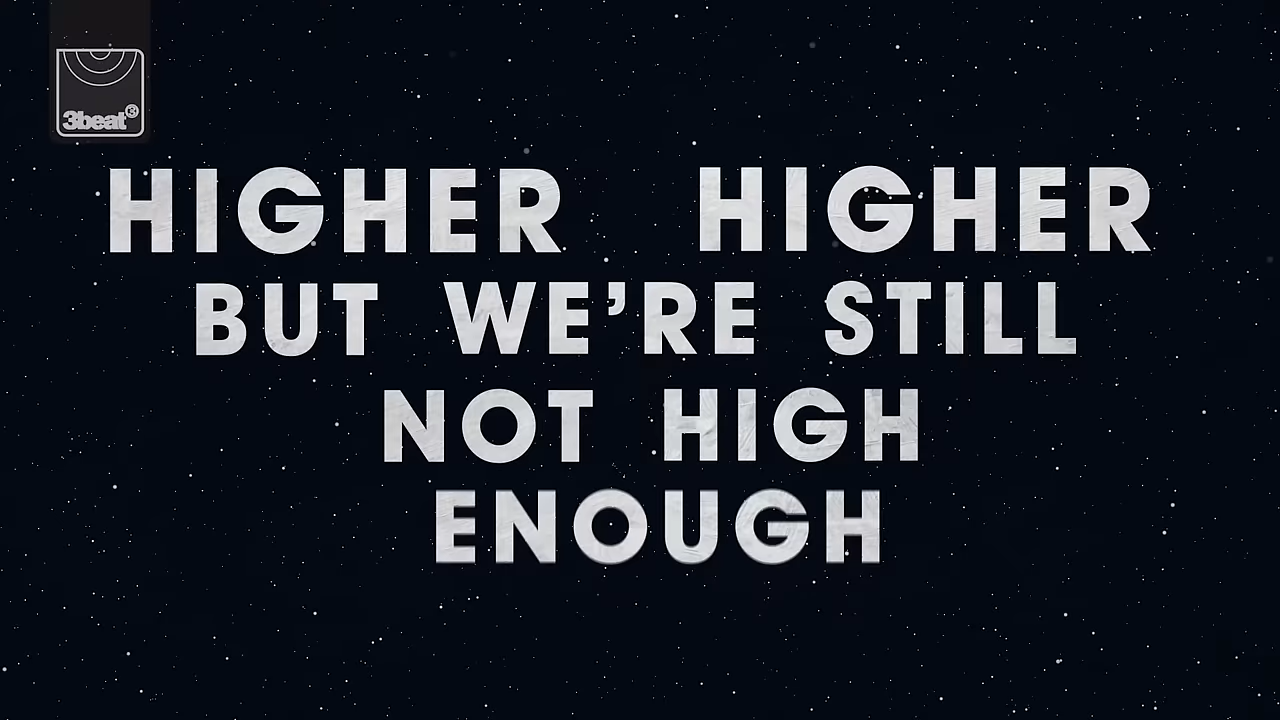 3beat
HIGHER HIGHER
BUT WE’RE STILL
NOT HIGH
ENOUGH